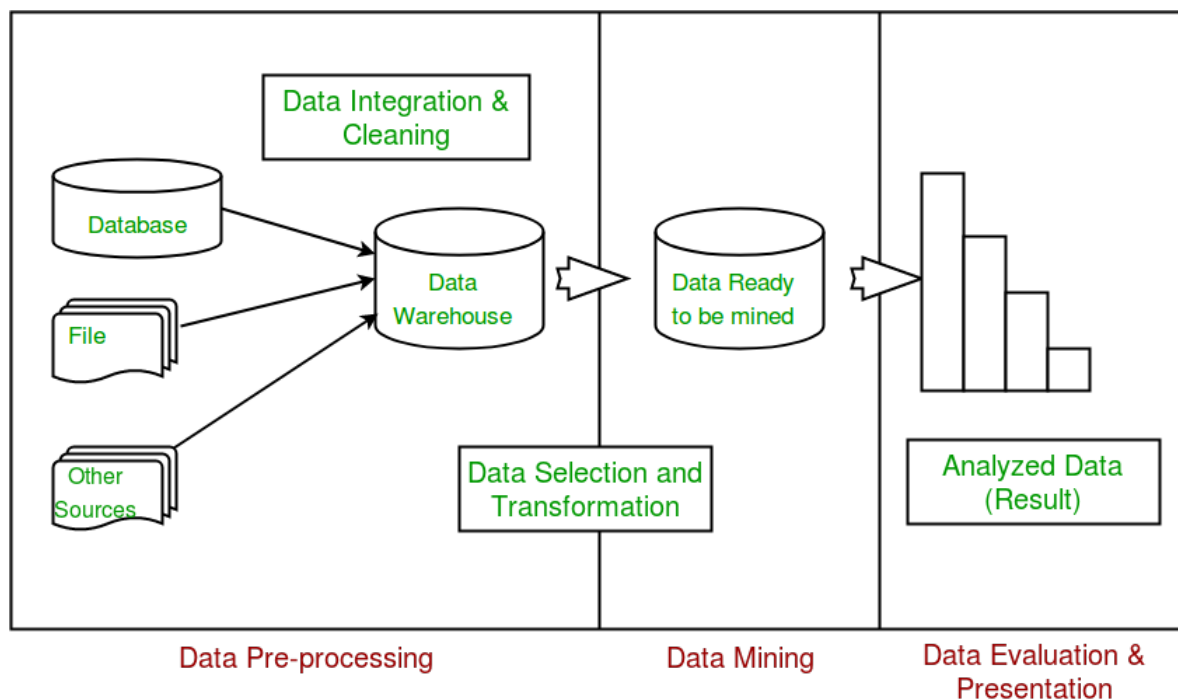 Data Integration &
Cleaning
Database
File
Other
Sources
Data
Warehouse
Data Selection and
Transformation
Data Ready
to be mined
Analyzed Data
(Result)
Data Pre-processing
Data Mining
Data Evaluation &
Presentation